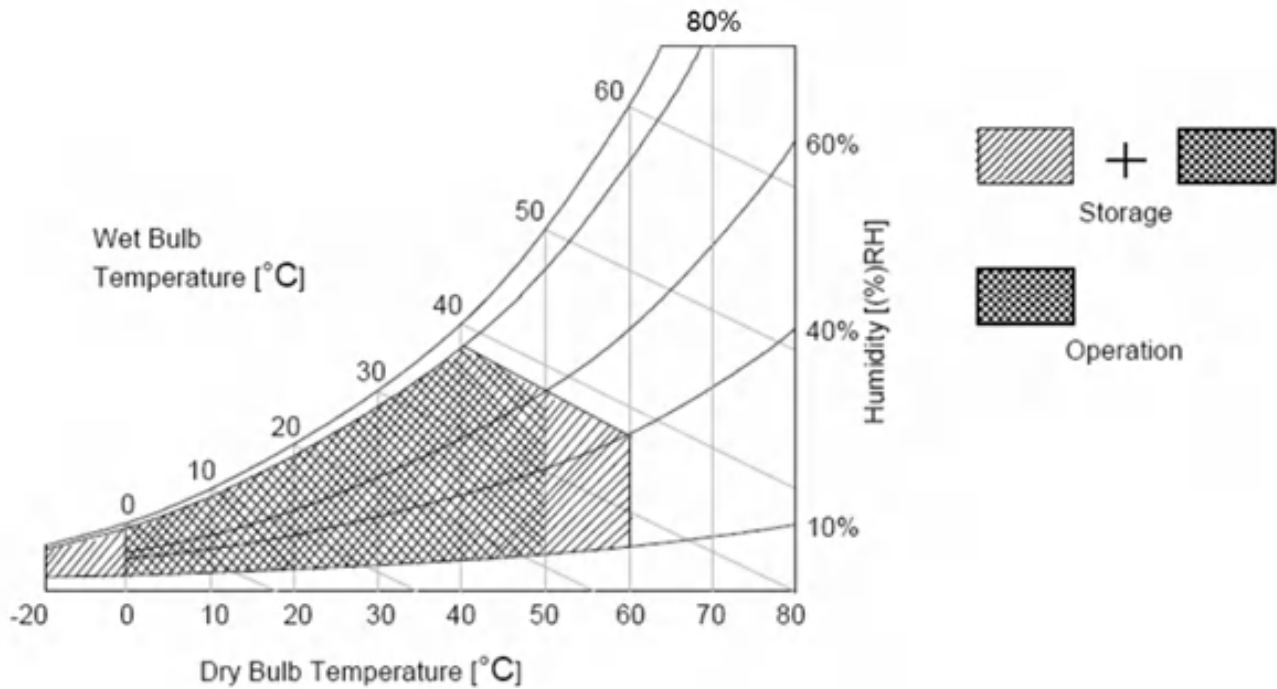 80%
60
60%
50
Wet Bulb
Temperature [°C]
Storage
Humidity [(%)RH]
40
40%
Operation
30
20
10
0
10%
-20 0 10 20 30 40 50 60 70 80
Dry Bulb Temperature [°C]